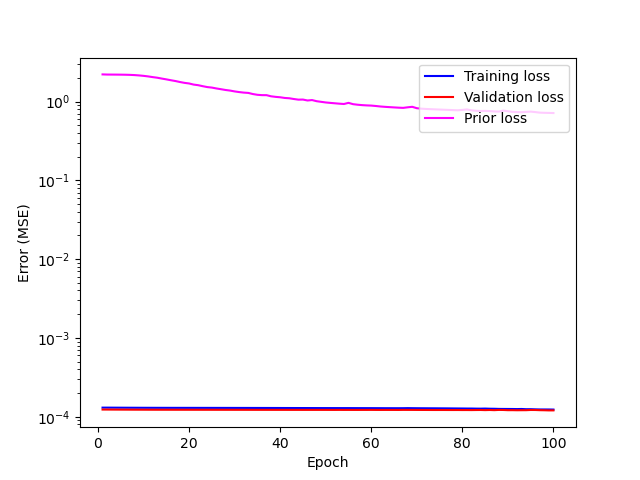 Training loss
Validation loss
Prior loss
10⁰
10⁻¹
10⁻²
10⁻³
10⁻⁴
Error (MSE)
0 20 40 60 80 100
Epoch